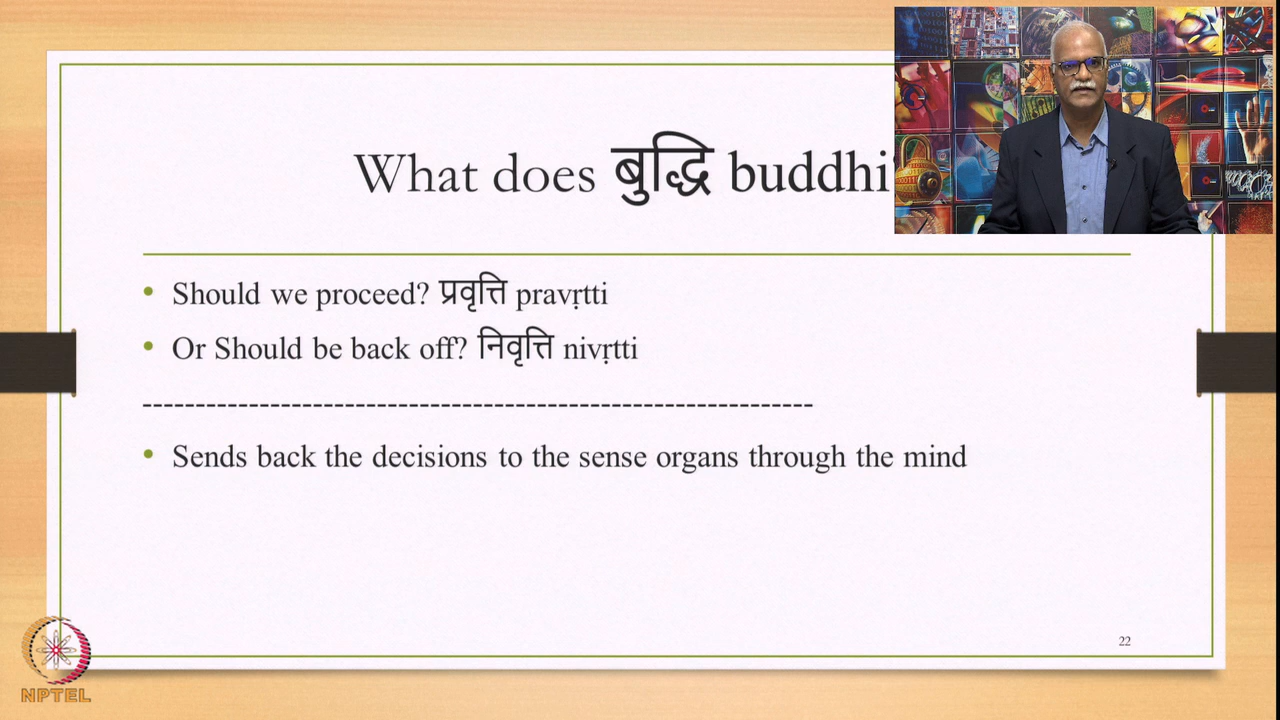 What does बुद्धि buddhi
• Should we proceed? प्रवृत्ति pravṛtti
• Or Should be back off? निवृत्ति nivṛtti
----------------------------------------------------------------
• Sends back the decisions to the sense organs through the mind
22
NPTEL